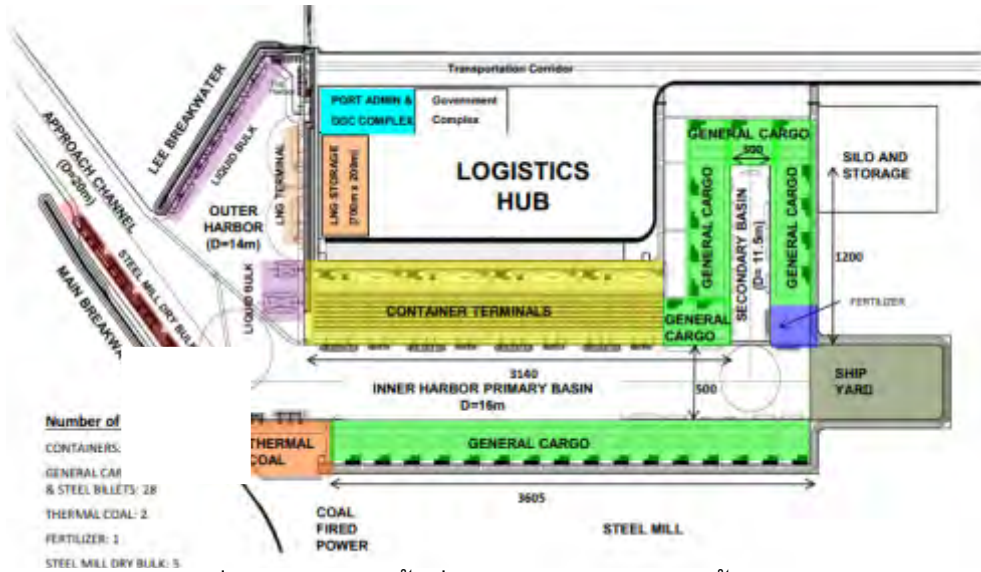 Transportation Corridor
PORT ADMIN &
Government
Complex
LEE BREAKWATER
LIQUID BULK
APPROACH CHANNEL
(D=20m)
LNG TERMINAL
LNG STORAGE
(700m x 200m)
LOGISTICS
HUB
GENERAL CARGO
300
GENERAL CARGO
SECONDARY BASIN
(D= 11.5m)
GENERAL CARGO
SILO AND
STORAGE
1200
OUTER
HARBOR
(D=14m)
STEEL MILL DRY BULK
MAIN BREAKWA
LIQUID BULK
CONTAINER TERMINALS
GENERAL
CARGO
FERTILIZER
3140
INNER HARBOR PRIMARY BASIN
D=16m
500
SHIP
YARD
THERMAL
COAL
GENERAL CARGO
3605
COAL
FIRED
POWER
STEEL MILL
Number of
CONTAINERS:
GENERAL CAR
& STEEL BILLETS: 28
THERMAL COAL: 2
FERTILIZER: 1
STEEL MILL DRY BULK: 5